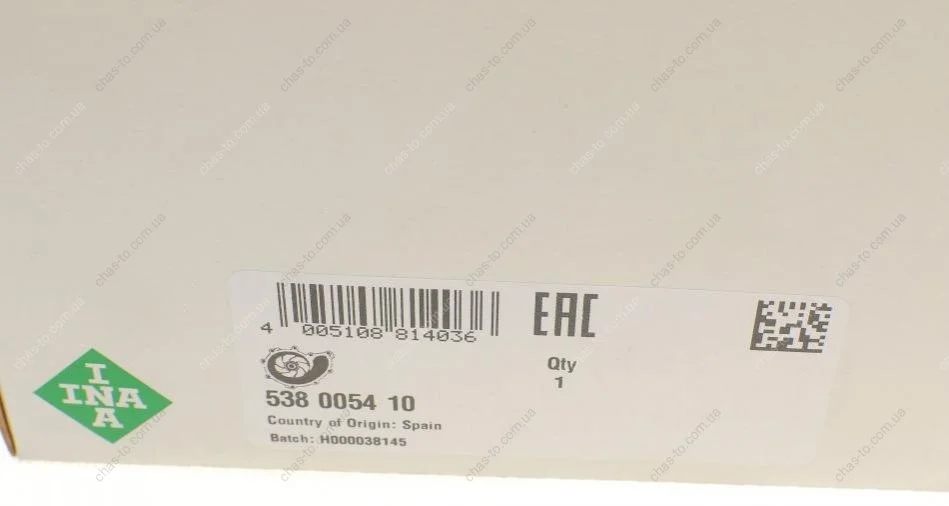 4 005108 814036
EAC
Qty
1
538 0054 10
Country of Origin: Spain
Batch: H000038145
INA
INA
chas-to.com.ua